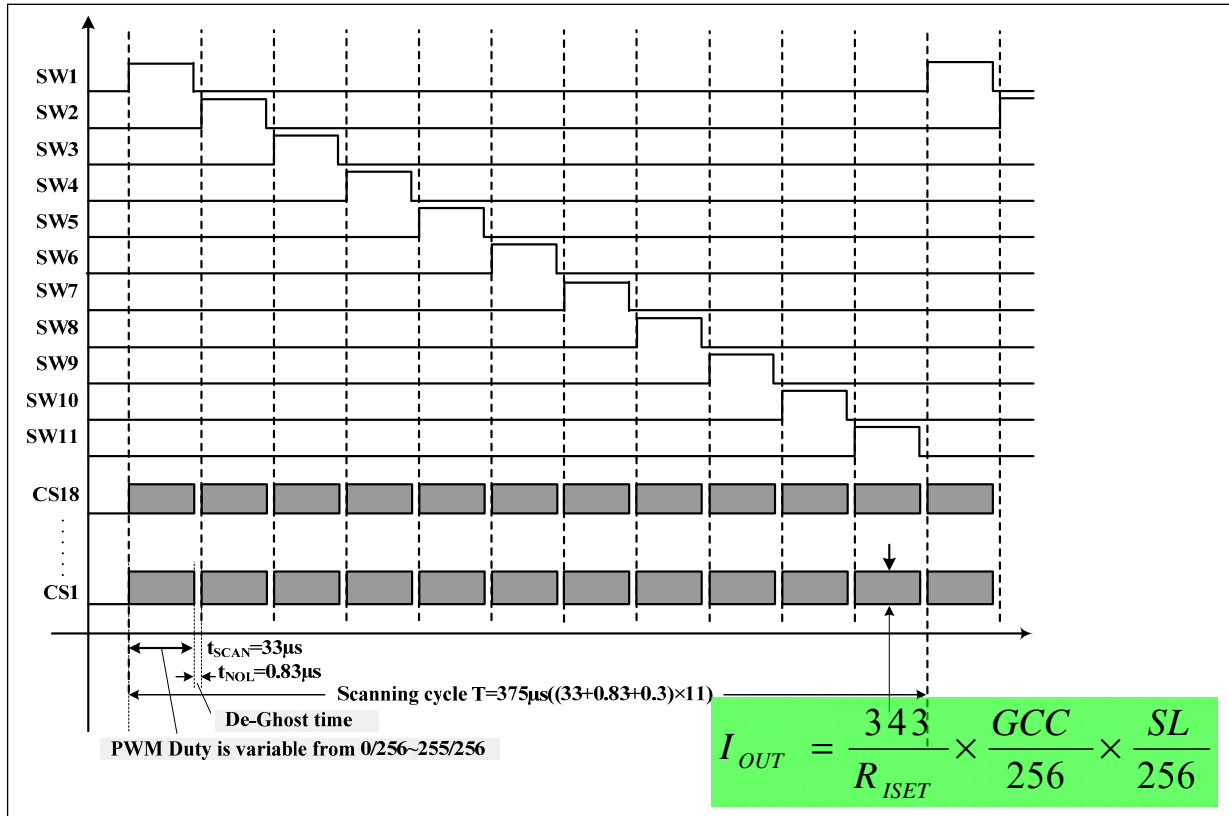 SW1
SW2
SW3
SW4
SW5
SW6
SW7
SW8
SW9
SW10
SW11
CS18
CS1
tSCAN=33μs
tNOL=0.83μs
Scanning cycle T=375μs((33+0.83+0.3)×11)
De-Ghost time
PWM Duty is variable from 0/256~255/256
I_OUT = 343/R_ISET × GCC/256 × SL/256